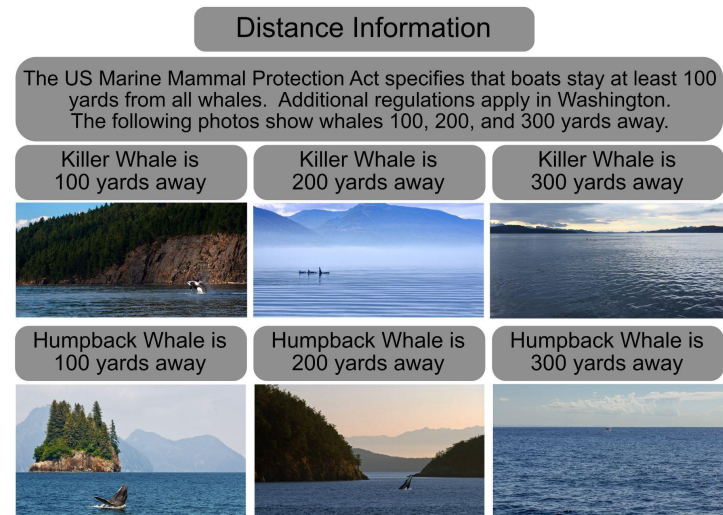 Distance Information
The US Marine Mammal Protection Act specifies that boats stay at least 100
yards from all whales.  Additional regulations apply in Washington.
The following photos show whales 100, 200, and 300 yards away.
Killer Whale is
100 yards away
Killer Whale is
200 yards away
Killer Whale is
300 yards away
Humpback Whale is
100 yards away
Humpback Whale is
200 yards away
Humpback Whale is
300 yards away